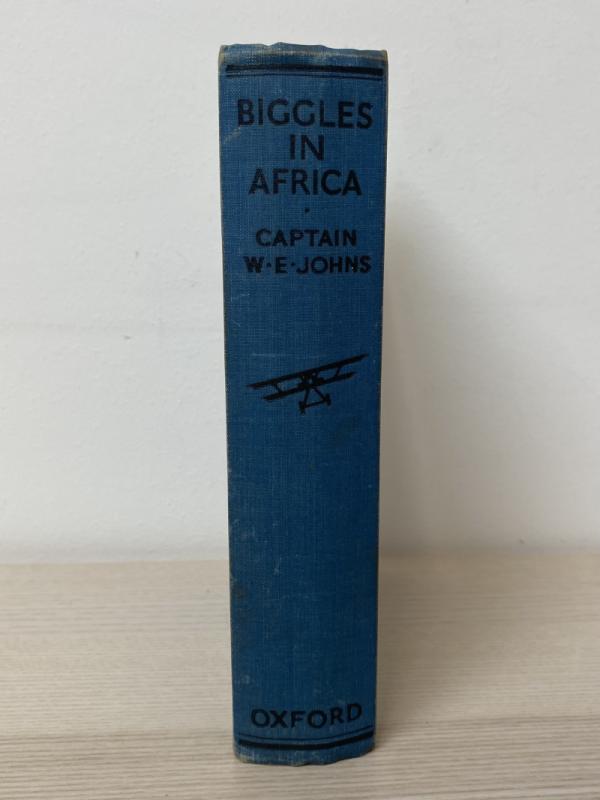 BIGGLES
IN
AFRICA
·
CAPTAIN
W·E·JOHNS
OXFORD